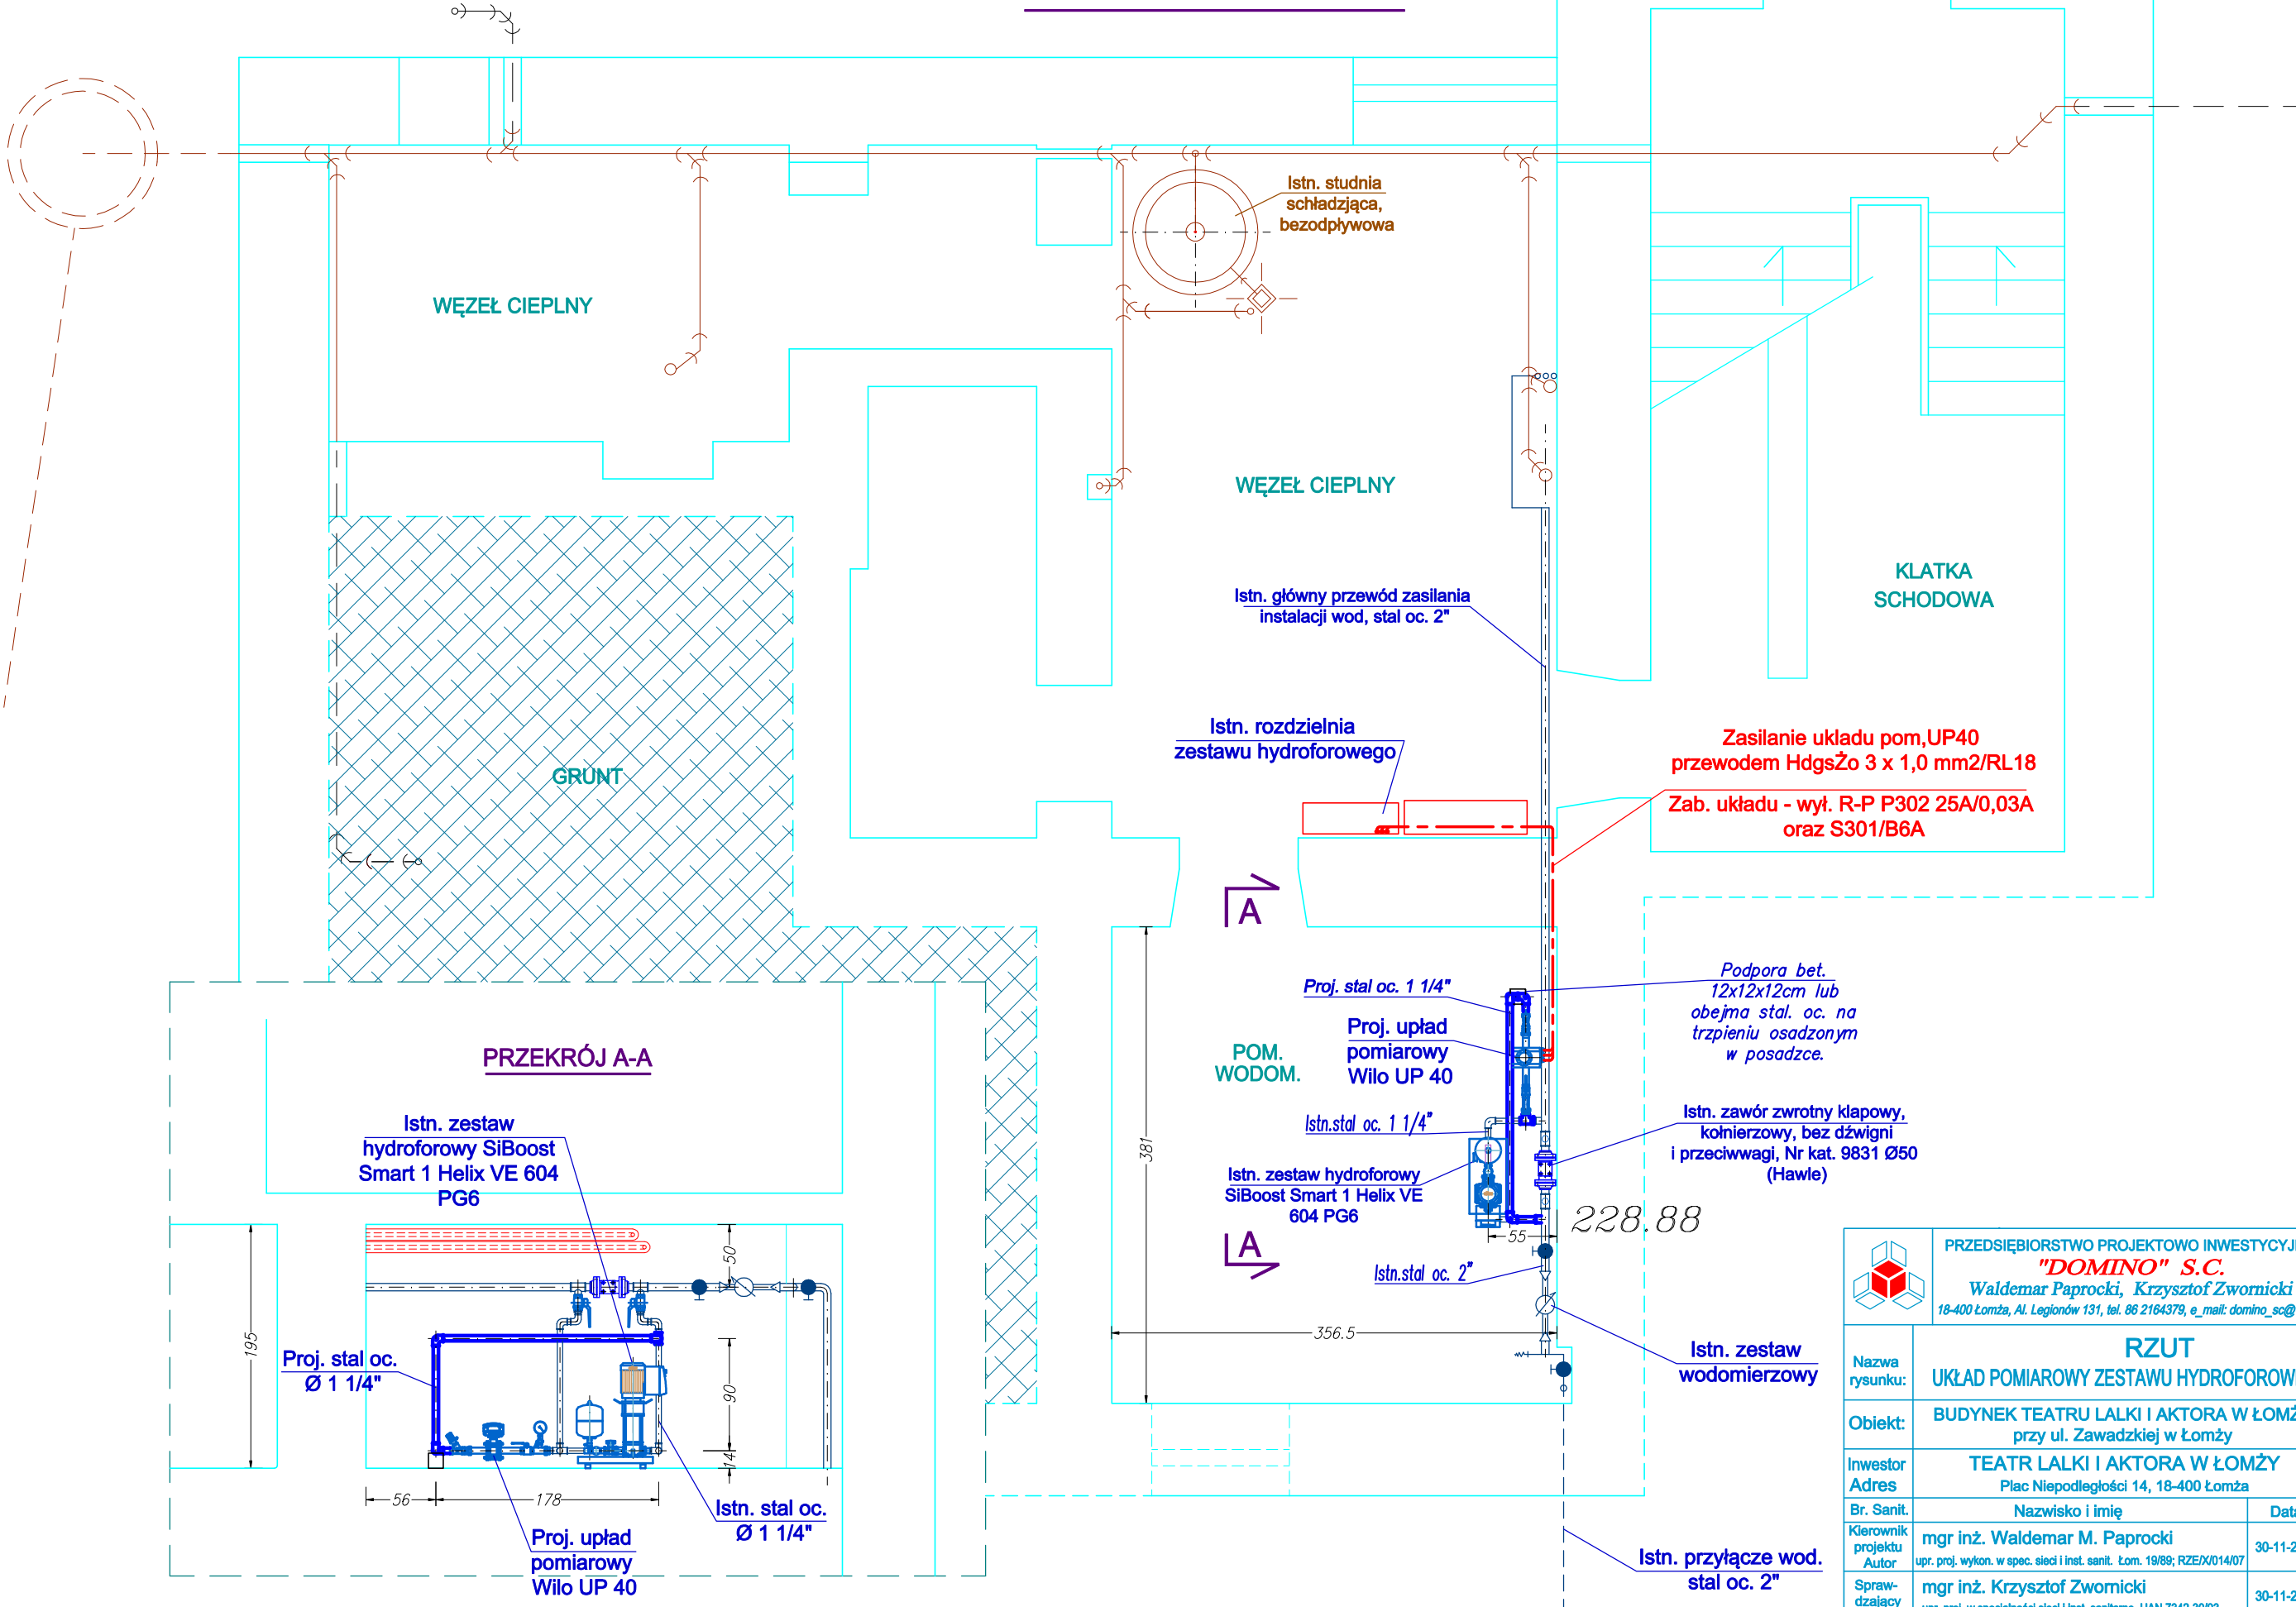 Istn. studnia
schładzjąca,
bezodpływowa
WĘZEŁ CIEPLNY
WĘZEŁ CIEPLNY
KLATKA
SCHODOWA
Istn. główny przewód zasilania
instalacji wod, stal oc. 2"
Istn. rozdzielnia
zestawu hydroforowego
GRUNT
Zasilanie ukladu pom,UP40
przewodem HdgsŻo 3 x 1,0 mm2/RL18
Zab. układu - wył. R-P P302 25A/0,03A
oraz S301/B6A
A
Proj. stal oc. 1 1/4"
Podpora bet.
12x12x12cm lub
obejma stal. oc. na
trzpieniu osadzonym
w posadzce.
Proj. upład
pomiarowy
Wilo UP 40
POM.
WODOM.
Istn.stal oc. 1 1/4"
Istn. zawór zwrotny klapowy,
kołnierzowy, bez dźwigni
i przeciwwagi, Nr kat. 9831 Ø50
(Hawle)
381
Istn. zestaw hydroforowy
SiBoost Smart 1 Helix VE
604 PG6
228.88
55
A
Istn.stal oc. 2"
356.5
Istn. zestaw
wodomierzowy
Istn. przyłącze wod.
stal oc. 2"
PRZEKRÓJ A-A
Istn. zestaw
hydroforowy SiBoost
Smart 1 Helix VE 604
PG6
50
195
90
14
Proj. stal oc.
Ø 1 1/4"
56
178
Istn. stal oc.
Ø 1 1/4"
Proj. upład
pomiarowy
Wilo UP 40
PRZEDSIĘBIORSTWO PROJEKTOWO INWESTYCYJ
"DOMINO" S.C.
Waldemar Paprocki, Krzysztof Zwornicki
18-400 Łomża, Al. Legionów 131, tel. 86 2164379, e_mail: domino_sc@
Nazwa
rysunku:
RZUT
UKŁAD POMIAROWY ZESTAWU HYDROFOROW
Obiekt:
BUDYNEK TEATRU LALKI I AKTORA W ŁOMŻ
przy ul. Zawadzkiej w Łomży
Inwestor
Adres
TEATR LALKI I AKTORA W ŁOMŻY
Plac Niepodległości 14, 18-400 Łomża
Br. Sanit.
Nazwisko i imię
Data
Kierownik
projektu
Autor
mgr inż. Waldemar M. Paprocki
upr. proj. wykon. w spec. sieci i inst. sanit. Łom. 19/89; RZE/X/014/07
30-11-2
Spraw-
dzający
mgr inż. Krzysztof Zwornicki
30-11-2